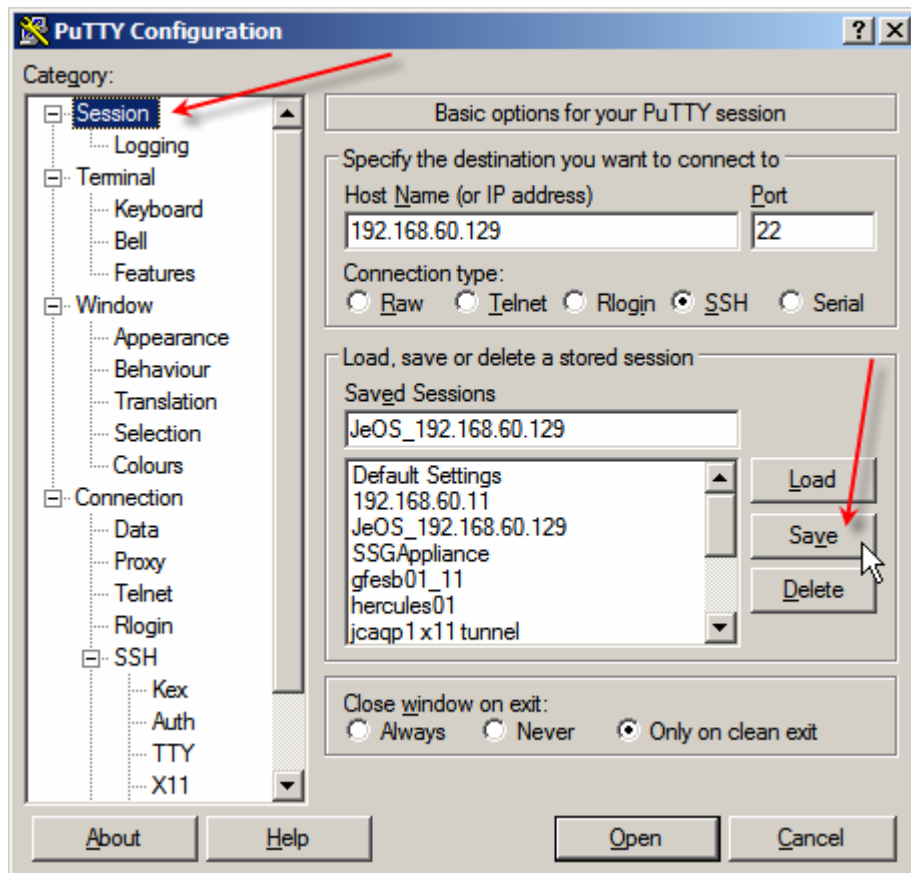 PuTTY Configuration
Category:
Session
Logging
Terminal
Keyboard
Bell
Features
Window
Appearance
Behaviour
Translation
Selection
Colours
Connection
Data
Proxy
Telnet
Rlogin
SSH
Kex
Auth
TTY
X11
Basic options for your PuTTY session
Specify the destination you want to connect to
Host Name (or IP address) Port
192.168.60.129 22
Connection type:
Raw Telnet Rlogin SSH Serial
Load, save or delete a stored session
Saved Sessions
JeOS_192.168.60.129
Default Settings
192.168.60.11
JeOS_192.168.60.129
SSGAppliance
gfesb01_11
hercules01
jcaqp1 x11 tunnel
Load
Save
Delete
Close window on exit:
Always Never Only on clean exit
About Help Open Cancel